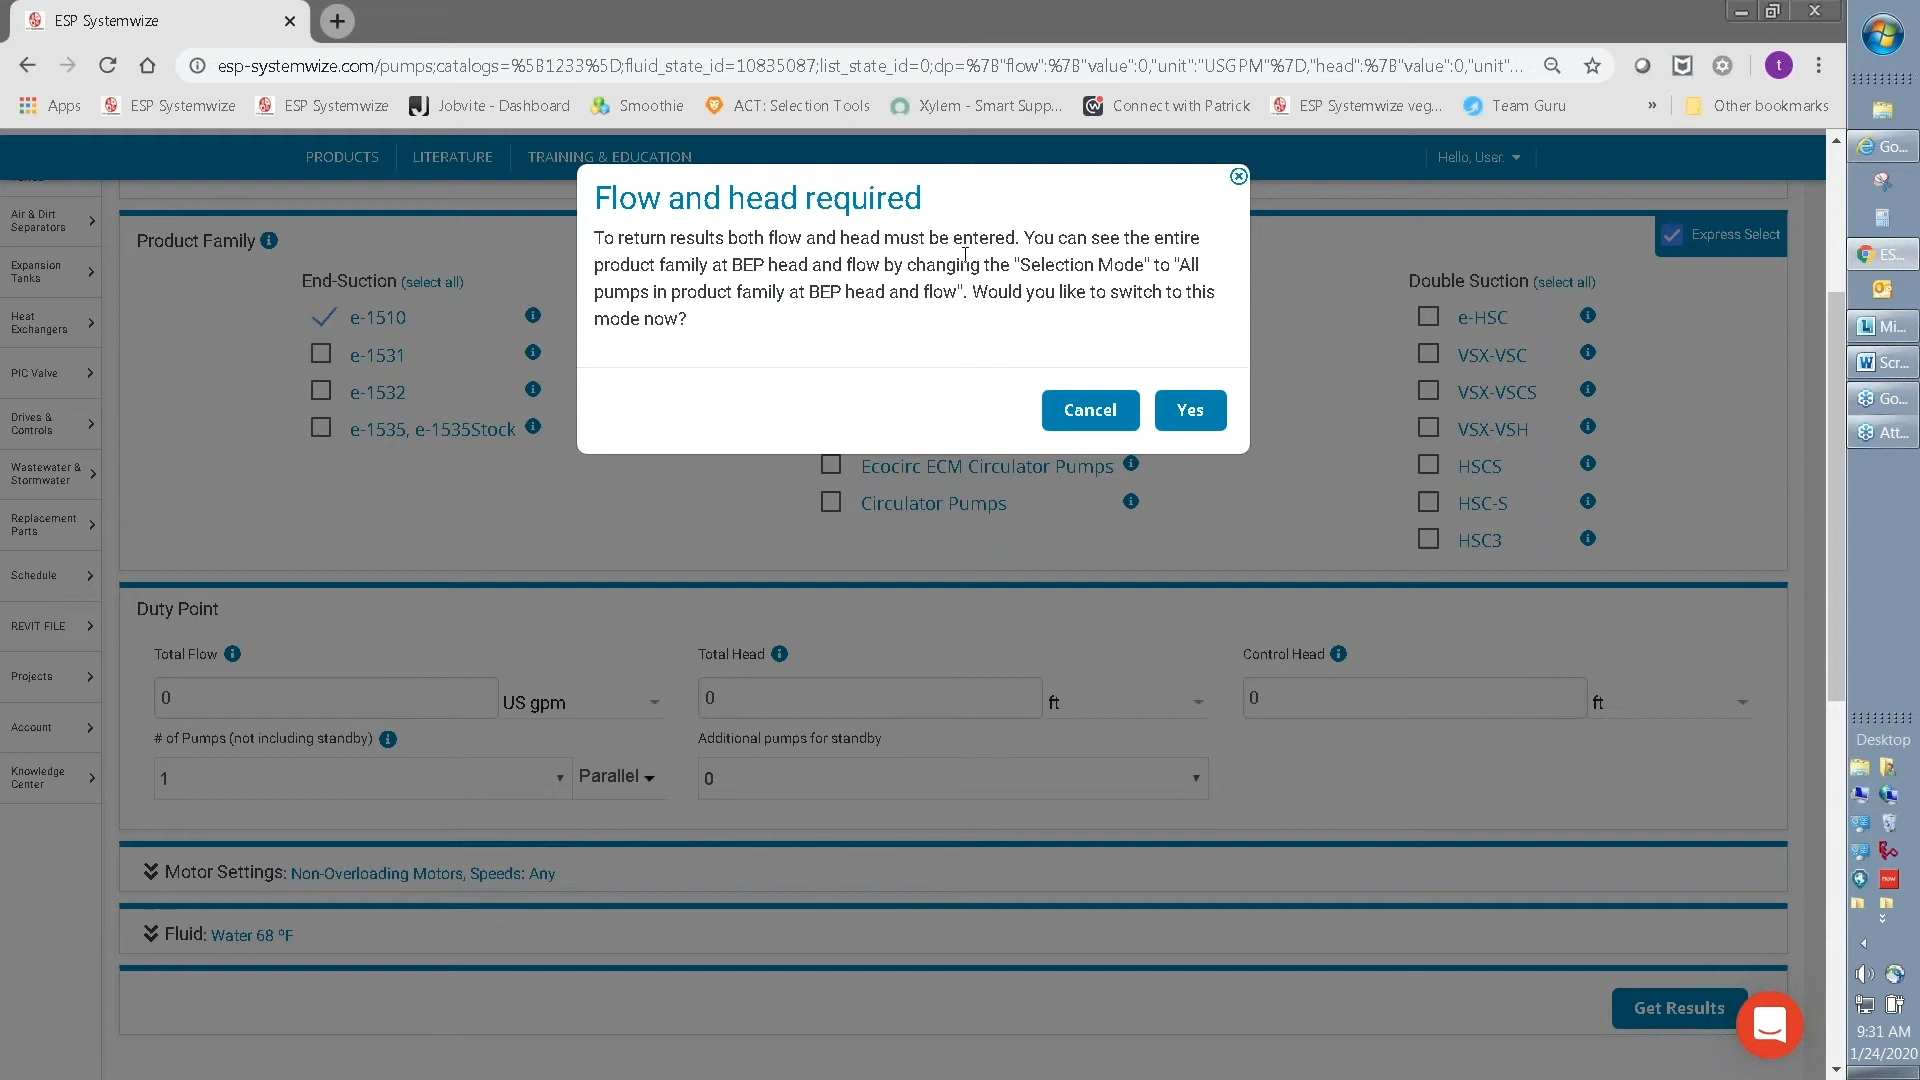 ESP Systemwize
esp-systemwize.com/pumps;catalogs=%5B1233%5D;fluid_state_id=10835087;list_state_id=0;dp=%7B"flow":%7B"value":0,"unit":"USGPM"%7D,"head":%7B"value":0,"unit"...
t
Apps
ESP Systemwize
ESP Systemwize
Jobvite - Dashboard
Smoothie
ACT: Selection Tools
Xylem - Smart Supp...
Connect with Patrick
ESP Systemwize veg...
Team Guru
»
Other bookmarks
PRODUCTS
LITERATURE
TRAINING & EDUCATION
Hello, User.
Flow and head required
To return results both flow and head must be entered. You can see the entire
product family at BEP head and flow by changing the "Selection Mode" to "All
pumps in product family at BEP head and flow". Would you like to switch to this
mode now?
Cancel
Yes
Air & Dirt
Separators
Expansion
Tanks
Heat
Exchangers
PIC Valve
Drives &
Controls
Wastewater &
Stormwater
Replacement
Parts
Schedule
REVIT FILE
Projects
Account
Knowledge
Center
Product Family
Express Select
End-Suction (select all)
e-1510
e-1531
e-1532
e-1535, e-1535Stock
Ecocirc ECM Circulator Pumps
Circulator Pumps
Double Suction (select all)
e-HSC
VSX-VSC
VSX-VSCS
VSX-VSH
HSCS
HSC-S
HSC3
Duty Point
Total Flow
0
US gpm
Total Head
0
ft
Control Head
0
ft
# of Pumps (not including standby)
1
Parallel
Additional pumps for standby
0
Motor Settings: Non-Overloading Motors, Speeds: Any
Fluid: Water 68 ºF
Get Results
Go...
ES...
Mi...
Scr...
Go...
Att...
Desktop
now
9:31 AM
1/24/2020